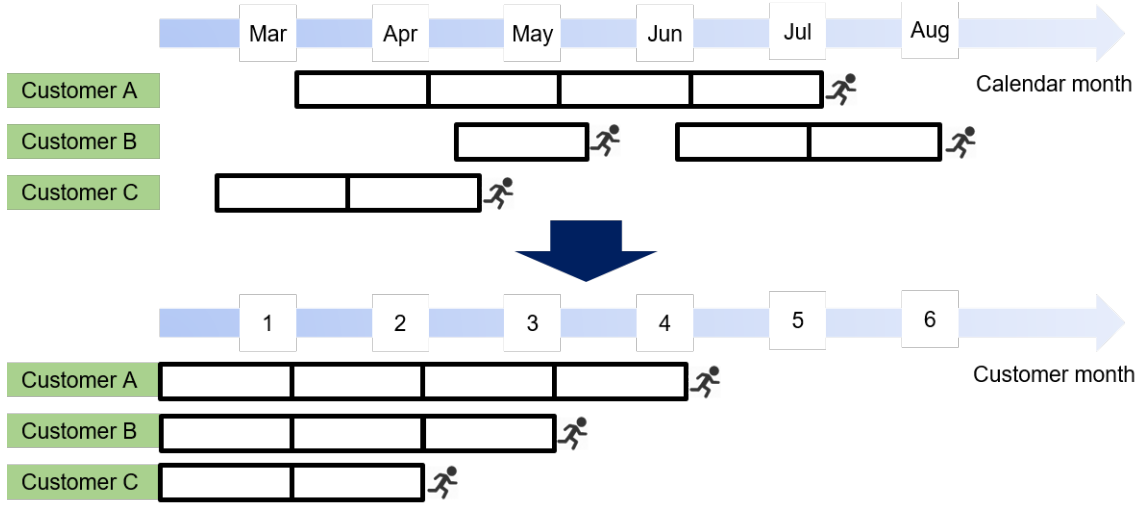 Mar Apr May Jun Jul Aug
Calendar month
Customer A
Customer B
Customer C
1 2 3 4 5 6
Customer month
Customer A
Customer B
Customer C